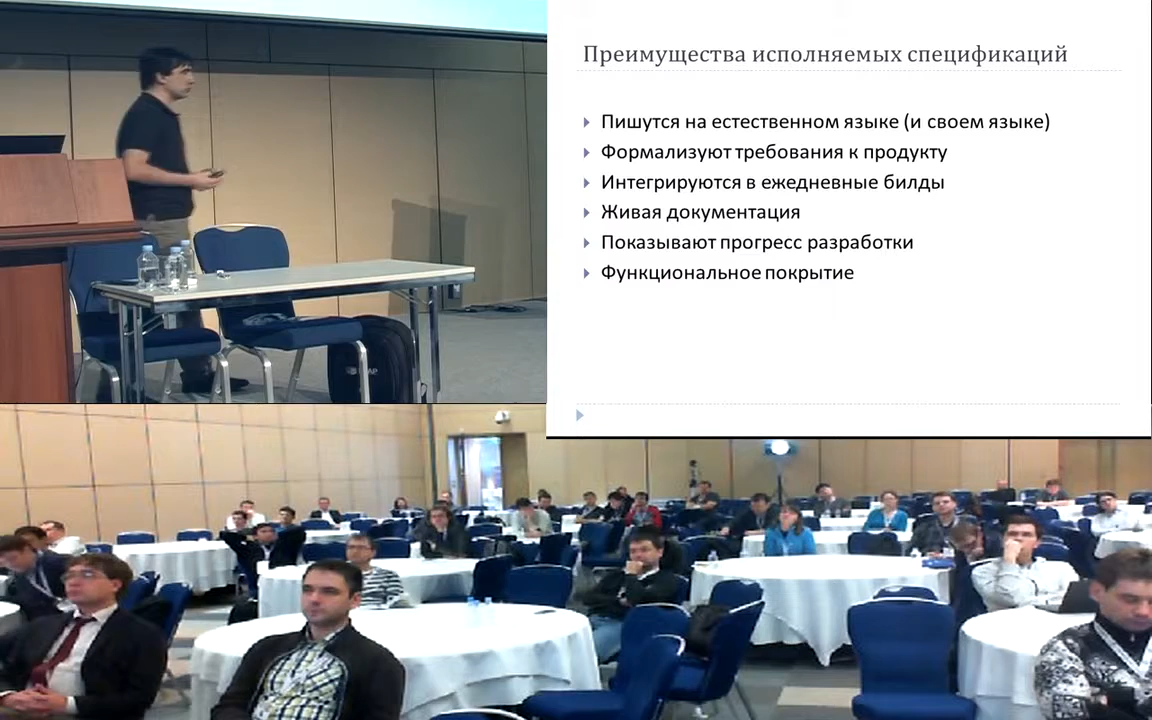 Преимущества исполняемых спецификаций
Пишутся на естественном языке (и своем языке)
Формализуют требования к продукту
Интегрируются в ежедневные билды
Живая документация
Показывают прогресс разработки
Функциональное покрытие